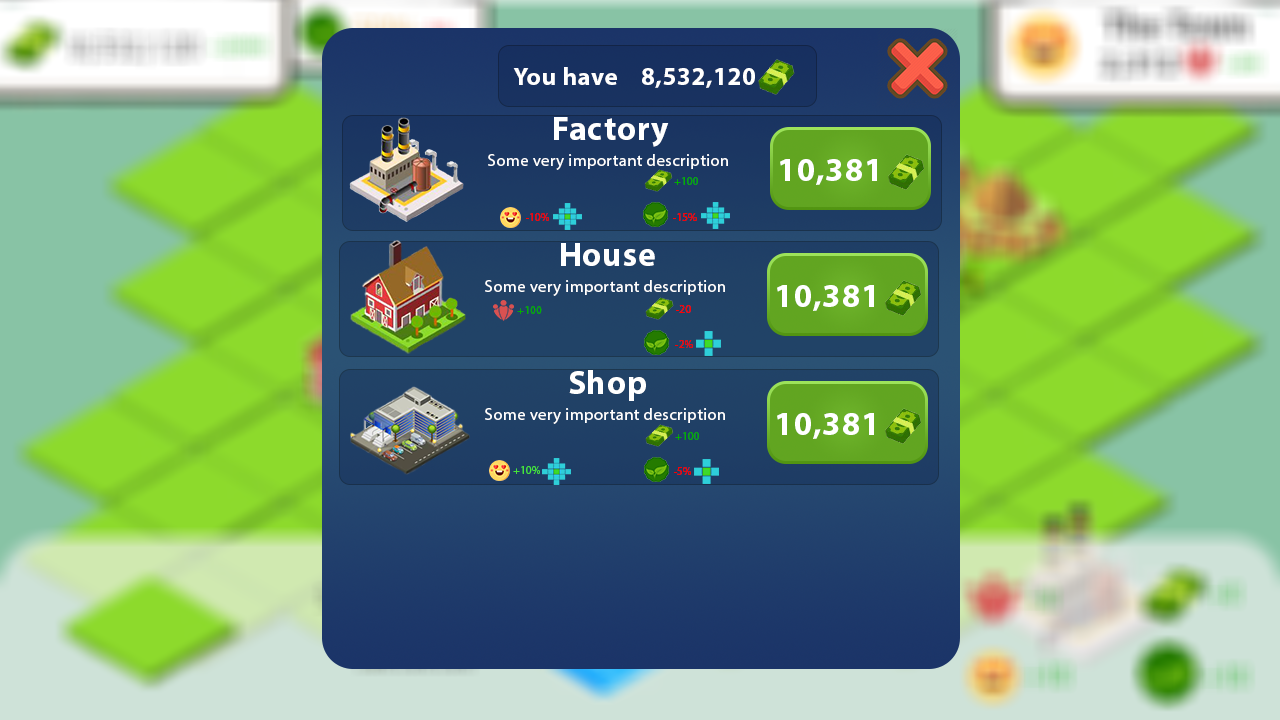 You have 8,532,120
Factory
Some very important description
+100
-10%
-15%
10,381
House
Some very important description
+100
-20
-2%
10,381
Shop
Some very important description
+100
+10%
-5%
10,381